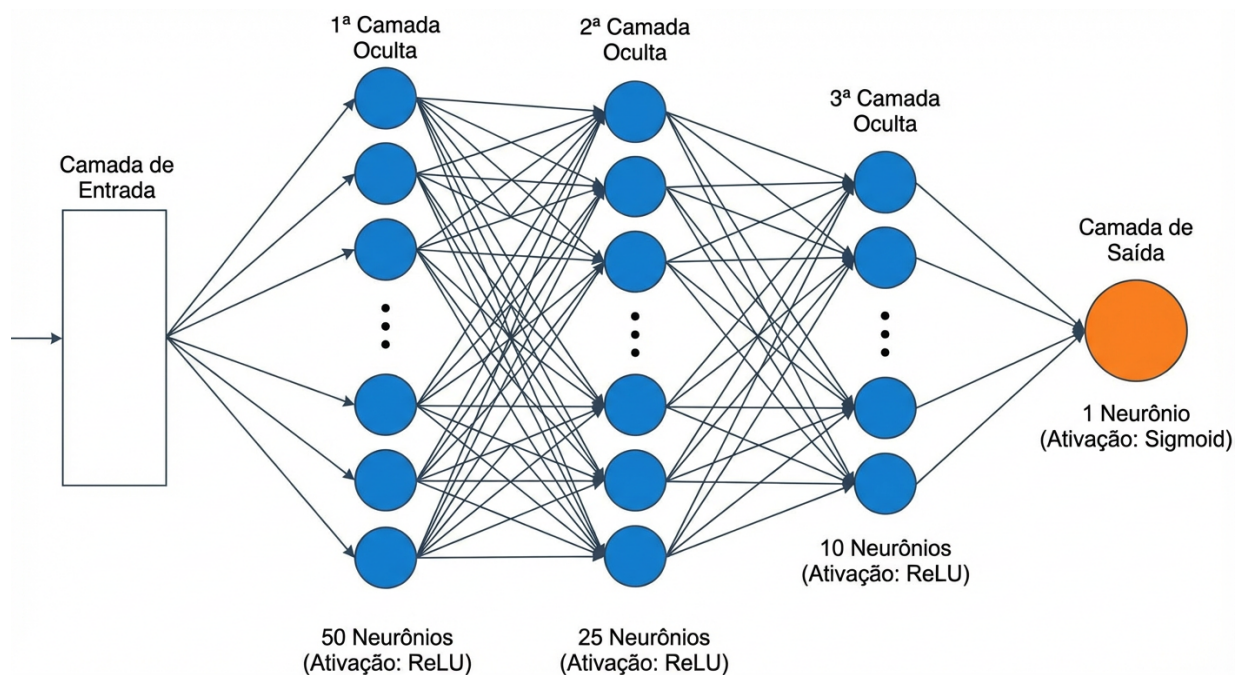 1ª Camada
Oculta
2ª Camada
Oculta
3ª Camada
Oculta
Camada de
Entrada
Camada de
Saída
1 Neurônio
(Ativação: Sigmoid)
10 Neurônios
(Ativação: ReLU)
50 Neurônios
(Ativação: ReLU)
25 Neurônios
(Ativação: ReLU)